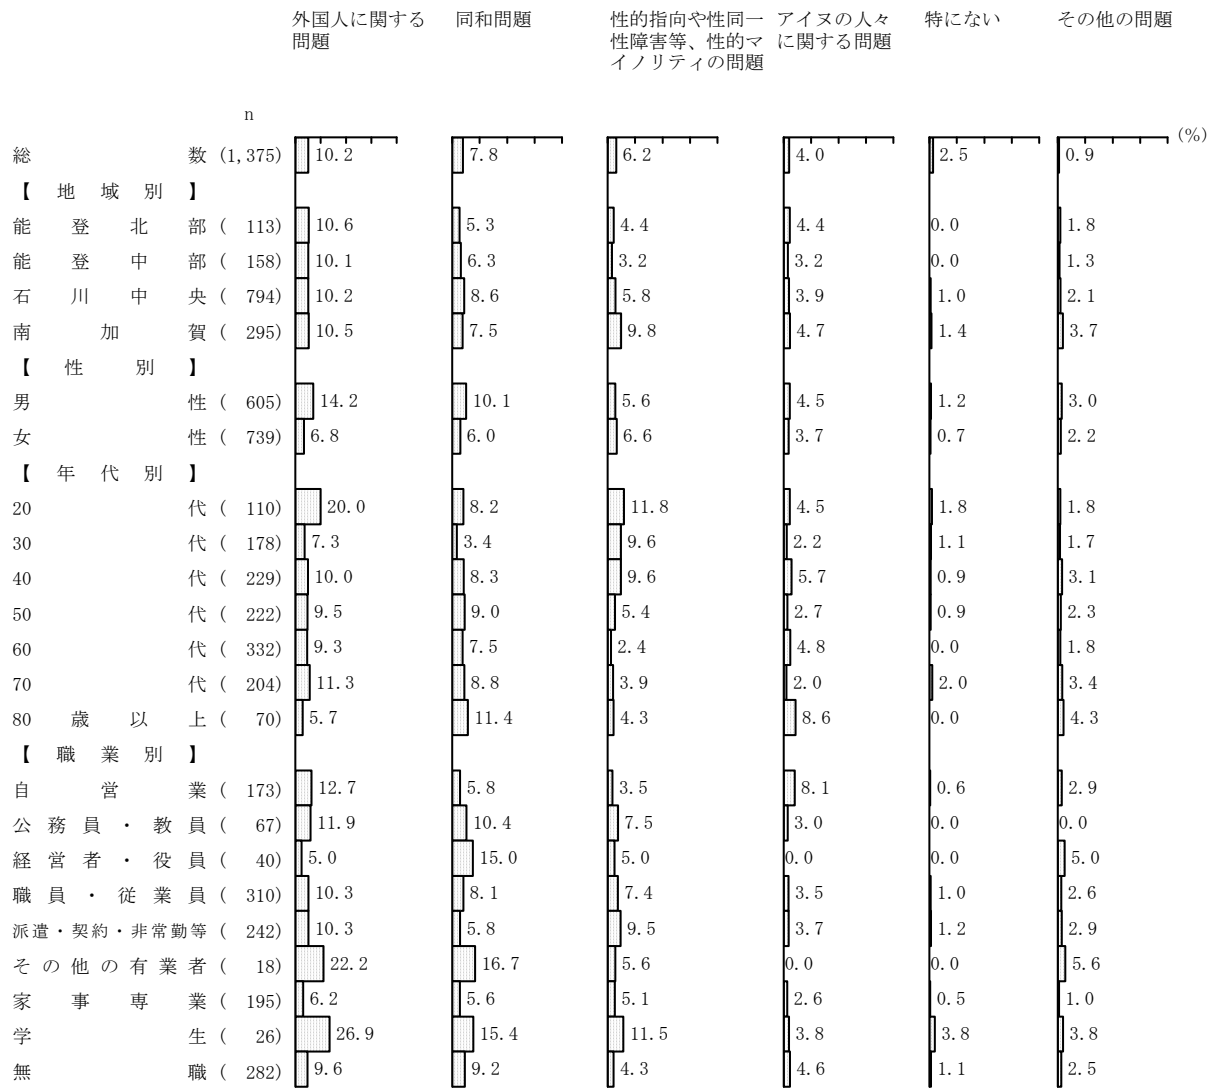 外国人に関する問題 同和問題 性的指向や性同一性障害等、性的マイノリティの問題 アイヌの人々に関する問題 特にない その他の問題
n
(%)
総数 (1,375) 10.2 7.8 6.2 4.0 2.5 0.9
【地域別】
能登北部 ( 113) 10.6 5.3 4.4 4.4 0.0 1.8
能登中部 ( 158) 10.1 6.3 3.2 3.2 0.0 1.3
石川中央 ( 794) 10.2 8.6 5.8 3.9 1.0 2.1
南加賀 ( 295) 10.5 7.5 9.8 4.7 1.4 3.7
【性別】
男性 ( 605) 14.2 10.1 5.6 4.5 1.2 3.0
女性 ( 739) 6.8 6.0 6.6 3.7 0.7 2.2
【年代別】
20代 ( 110) 20.0 8.2 11.8 4.5 1.8 1.8
30代 ( 178) 7.3 3.4 9.6 2.2 1.1 1.7
40代 ( 229) 10.0 8.3 9.6 5.7 0.9 3.1
50代 ( 222) 9.5 9.0 5.4 2.7 0.9 2.3
60代 ( 332) 9.3 7.5 2.4 4.8 0.0 1.8
70代 ( 204) 11.3 8.8 3.9 2.0 2.0 3.4
80歳以上 ( 70) 5.7 11.4 4.3 8.6 0.0 4.3
【職業別】
自営業 ( 173) 12.7 5.8 3.5 8.1 0.6 2.9
公務員・教員 ( 67) 11.9 10.4 7.5 3.0 0.0 0.0
経営者・役員 ( 40) 5.0 15.0 5.0 0.0 0.0 5.0
職員・従業員 ( 310) 10.3 8.1 7.4 3.5 1.0 2.6
派遣・契約・非常勤等 ( 242) 10.3 5.8 9.5 3.7 1.2 2.9
その他の有業者 ( 18) 22.2 16.7 5.6 0.0 0.0 5.6
家事専業 ( 195) 6.2 5.6 5.1 2.6 0.5 1.0
学生 ( 26) 26.9 15.4 11.5 3.8 3.8 3.8
無職 ( 282) 9.6 9.2 4.3 4.6 1.1 2.5